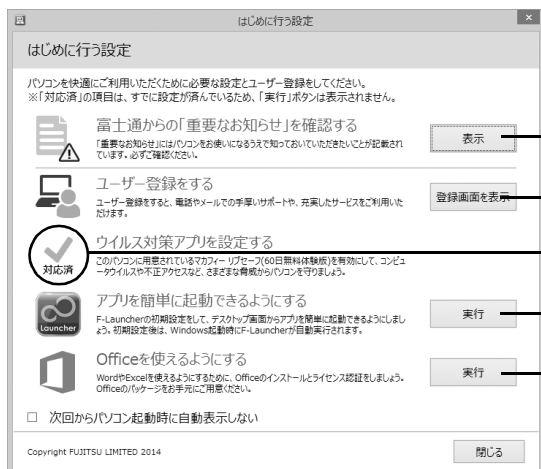 はじめに行う設定
×
はじめに行う設定
パソコンを快適にご利用いただくために必要な設定とユーザー登録をしてください。
※「対応済」の項目は、すでに設定が済んでいるため、「実行」ボタンは表示されません。
富士通からの「重要なお知らせ」を確認する
「重要なお知らせ」にはパソコンをお使いになるうえで知っておいていただきたいことが記載され
ています。必ずご確認ください。
表示
ユーザー登録をする
ユーザー登録をすると、電話やメールでの手厚いサポートや、充実したサービスをご利用いた
だけます。
登録画面を表示
ウイルス対策アプリを設定する
このパソコンに用意されているマカフィー リブセーフ(60日無料体験版)を有効にして、コンピュ
ータウイルスや不正アクセスなど、さまざまな脅威からパソコンを守りましょう。
対応済
アプリを簡単に起動できるようにする
F-Launcherの初期設定をして、デスクトップ画面からアプリを簡単に起動できるようにしまし
ょう。初期設定後は、Windows起動時にF-Launcherが自動実行されます。
Launcher
実行
Officeを使えるようにする
WordやExcelを使えるようにするために、Officeのインストールとライセンス認証をしましょう。
Officeのパッケージをお手元にご用意ください。
実行
次回からパソコン起動時に自動表示しない
Copyright FUJITSU LIMITED 2014
閉じる